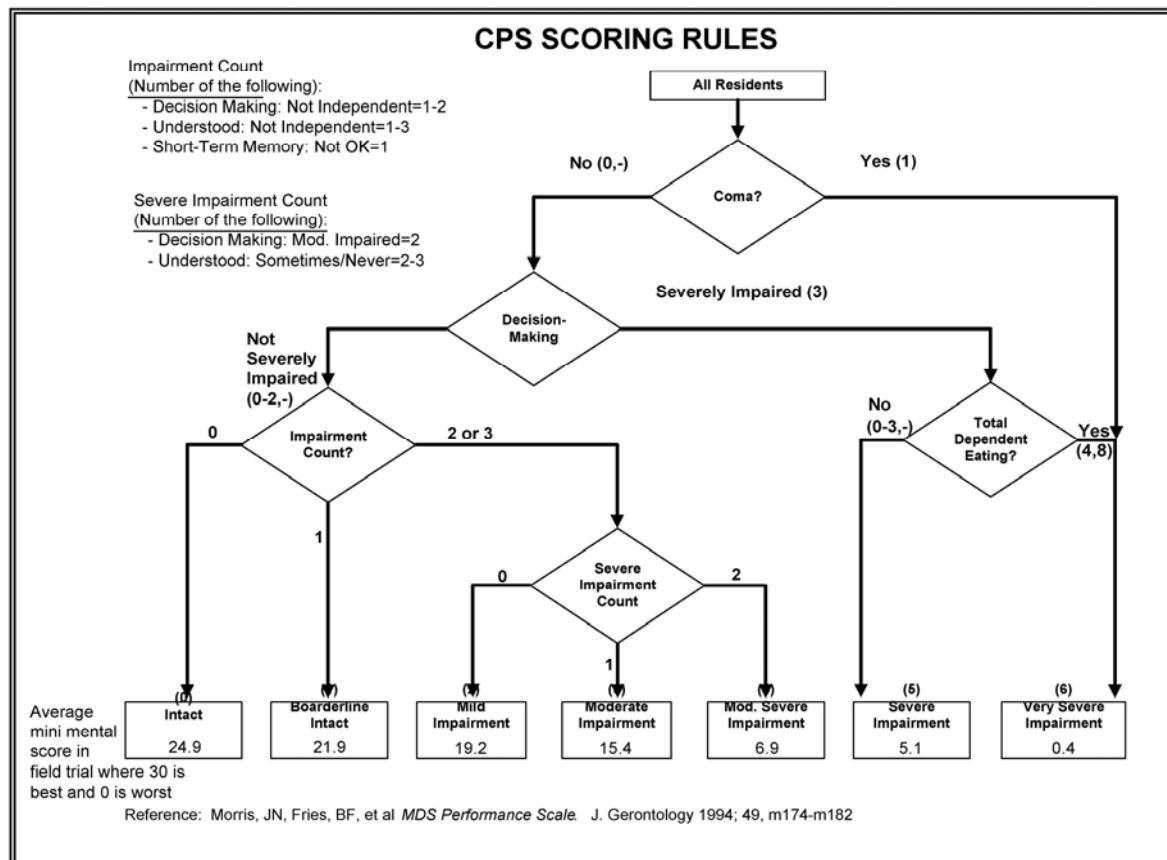 CPS SCORING RULES
Impairment Count
(Number of the following):
- Decision Making: Not Independent=1-2
- Understood: Not Independent=1-3
- Short-Term Memory: Not OK=1
Severe Impairment Count
(Number of the following):
- Decision Making: Mod. Impaired=2
- Understood: Sometimes/Never=2-3
All Residents
No (0,-)
Yes (1)
Coma?
Severely Impaired (3)
Decision-
Making
Not
Severely
Impaired
(0-2,-)
0
Impairment
Count?
2 or 3
No
(0-3,-)
Total
Dependent
Eating?
Yes
(4,8)
1
0
Severe
Impairment
Count
2
1
Average
mini mental
score in
field trial where 30 is
best and 0 is worst
(0)
Intact
24.9
Boarderline
Intact
21.9
Mild
Impairment
19.2
Moderate
Impairment
15.4
Mod. Severe
Impairment
6.9
(5)
Severe
Impairment
5.1
(6)
Very Severe
Impairment
0.4
Reference: Morris, JN, Fries, BF, et al MDS Performance Scale. J. Gerontology 1994; 49, m174-m182